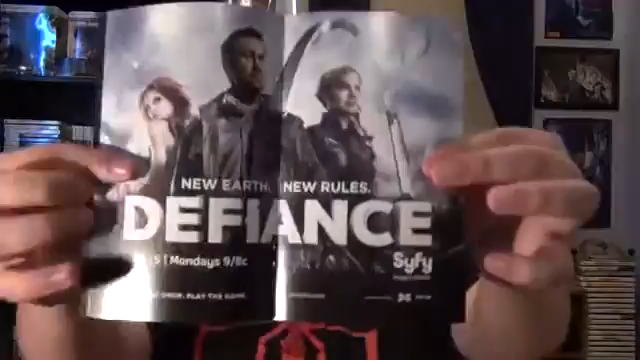 NEW EARTH. NEW RULES.
DEFIANCE
Mondays 9/8c
Syfy
PLAY THE GAME.